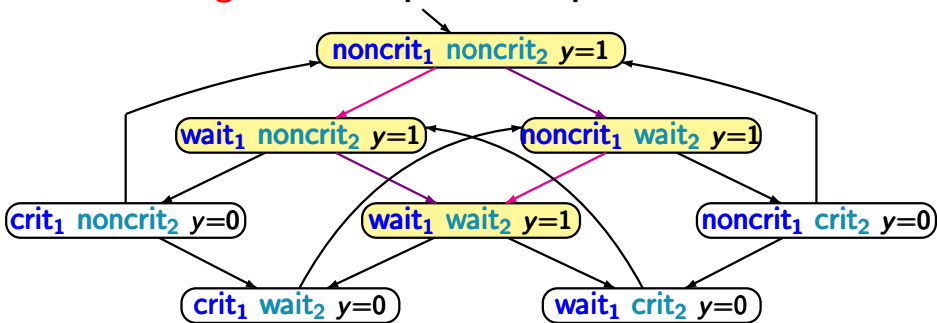 noncrit₁ noncrit₂ y=1
wait₁ noncrit₂ y=1
noncrit₁ wait₂ y=1
crit₁ noncrit₂ y=0
wait₁ wait₂ y=1
noncrit₁ crit₂ y=0
crit₁ wait₂ y=0
wait₁ crit₂ y=0